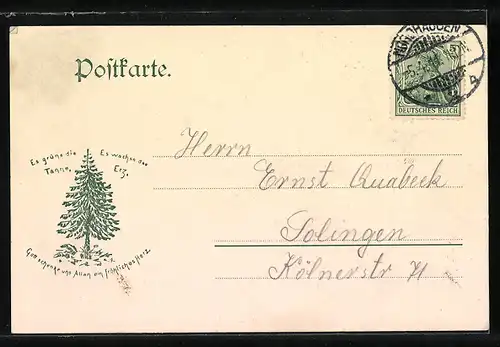 NORDHAUSEN
Postkarte.
DEUTSCHES REICH
Es grüne die
Tanne,
Es wachse das
Erz,
Gott schenke uns Allen ein fröhliches Herz
Herrn
Ernst Quabeck
Solingen
Kölnerstr 71